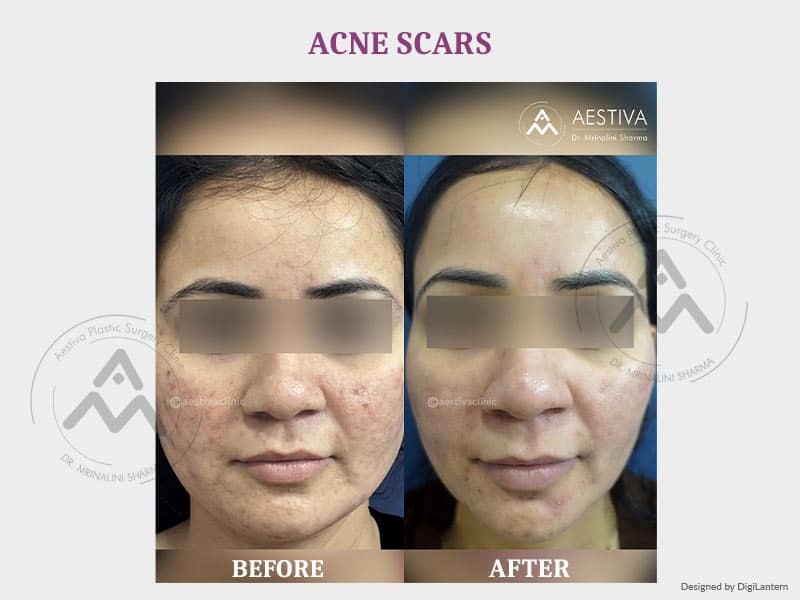 ACNE SCARS
AESTIVA
Dr. Mrinalini Sharma
Aestiva Plastic Surgery Clinic
DR. MRINALINI SHARMA
Aestiva Plastic Surgery Clinic
DR. MRINALINI SHARMA
©aestivaclinic
©aestivaclinic
BEFORE
AFTER
Designed by DigiLantern